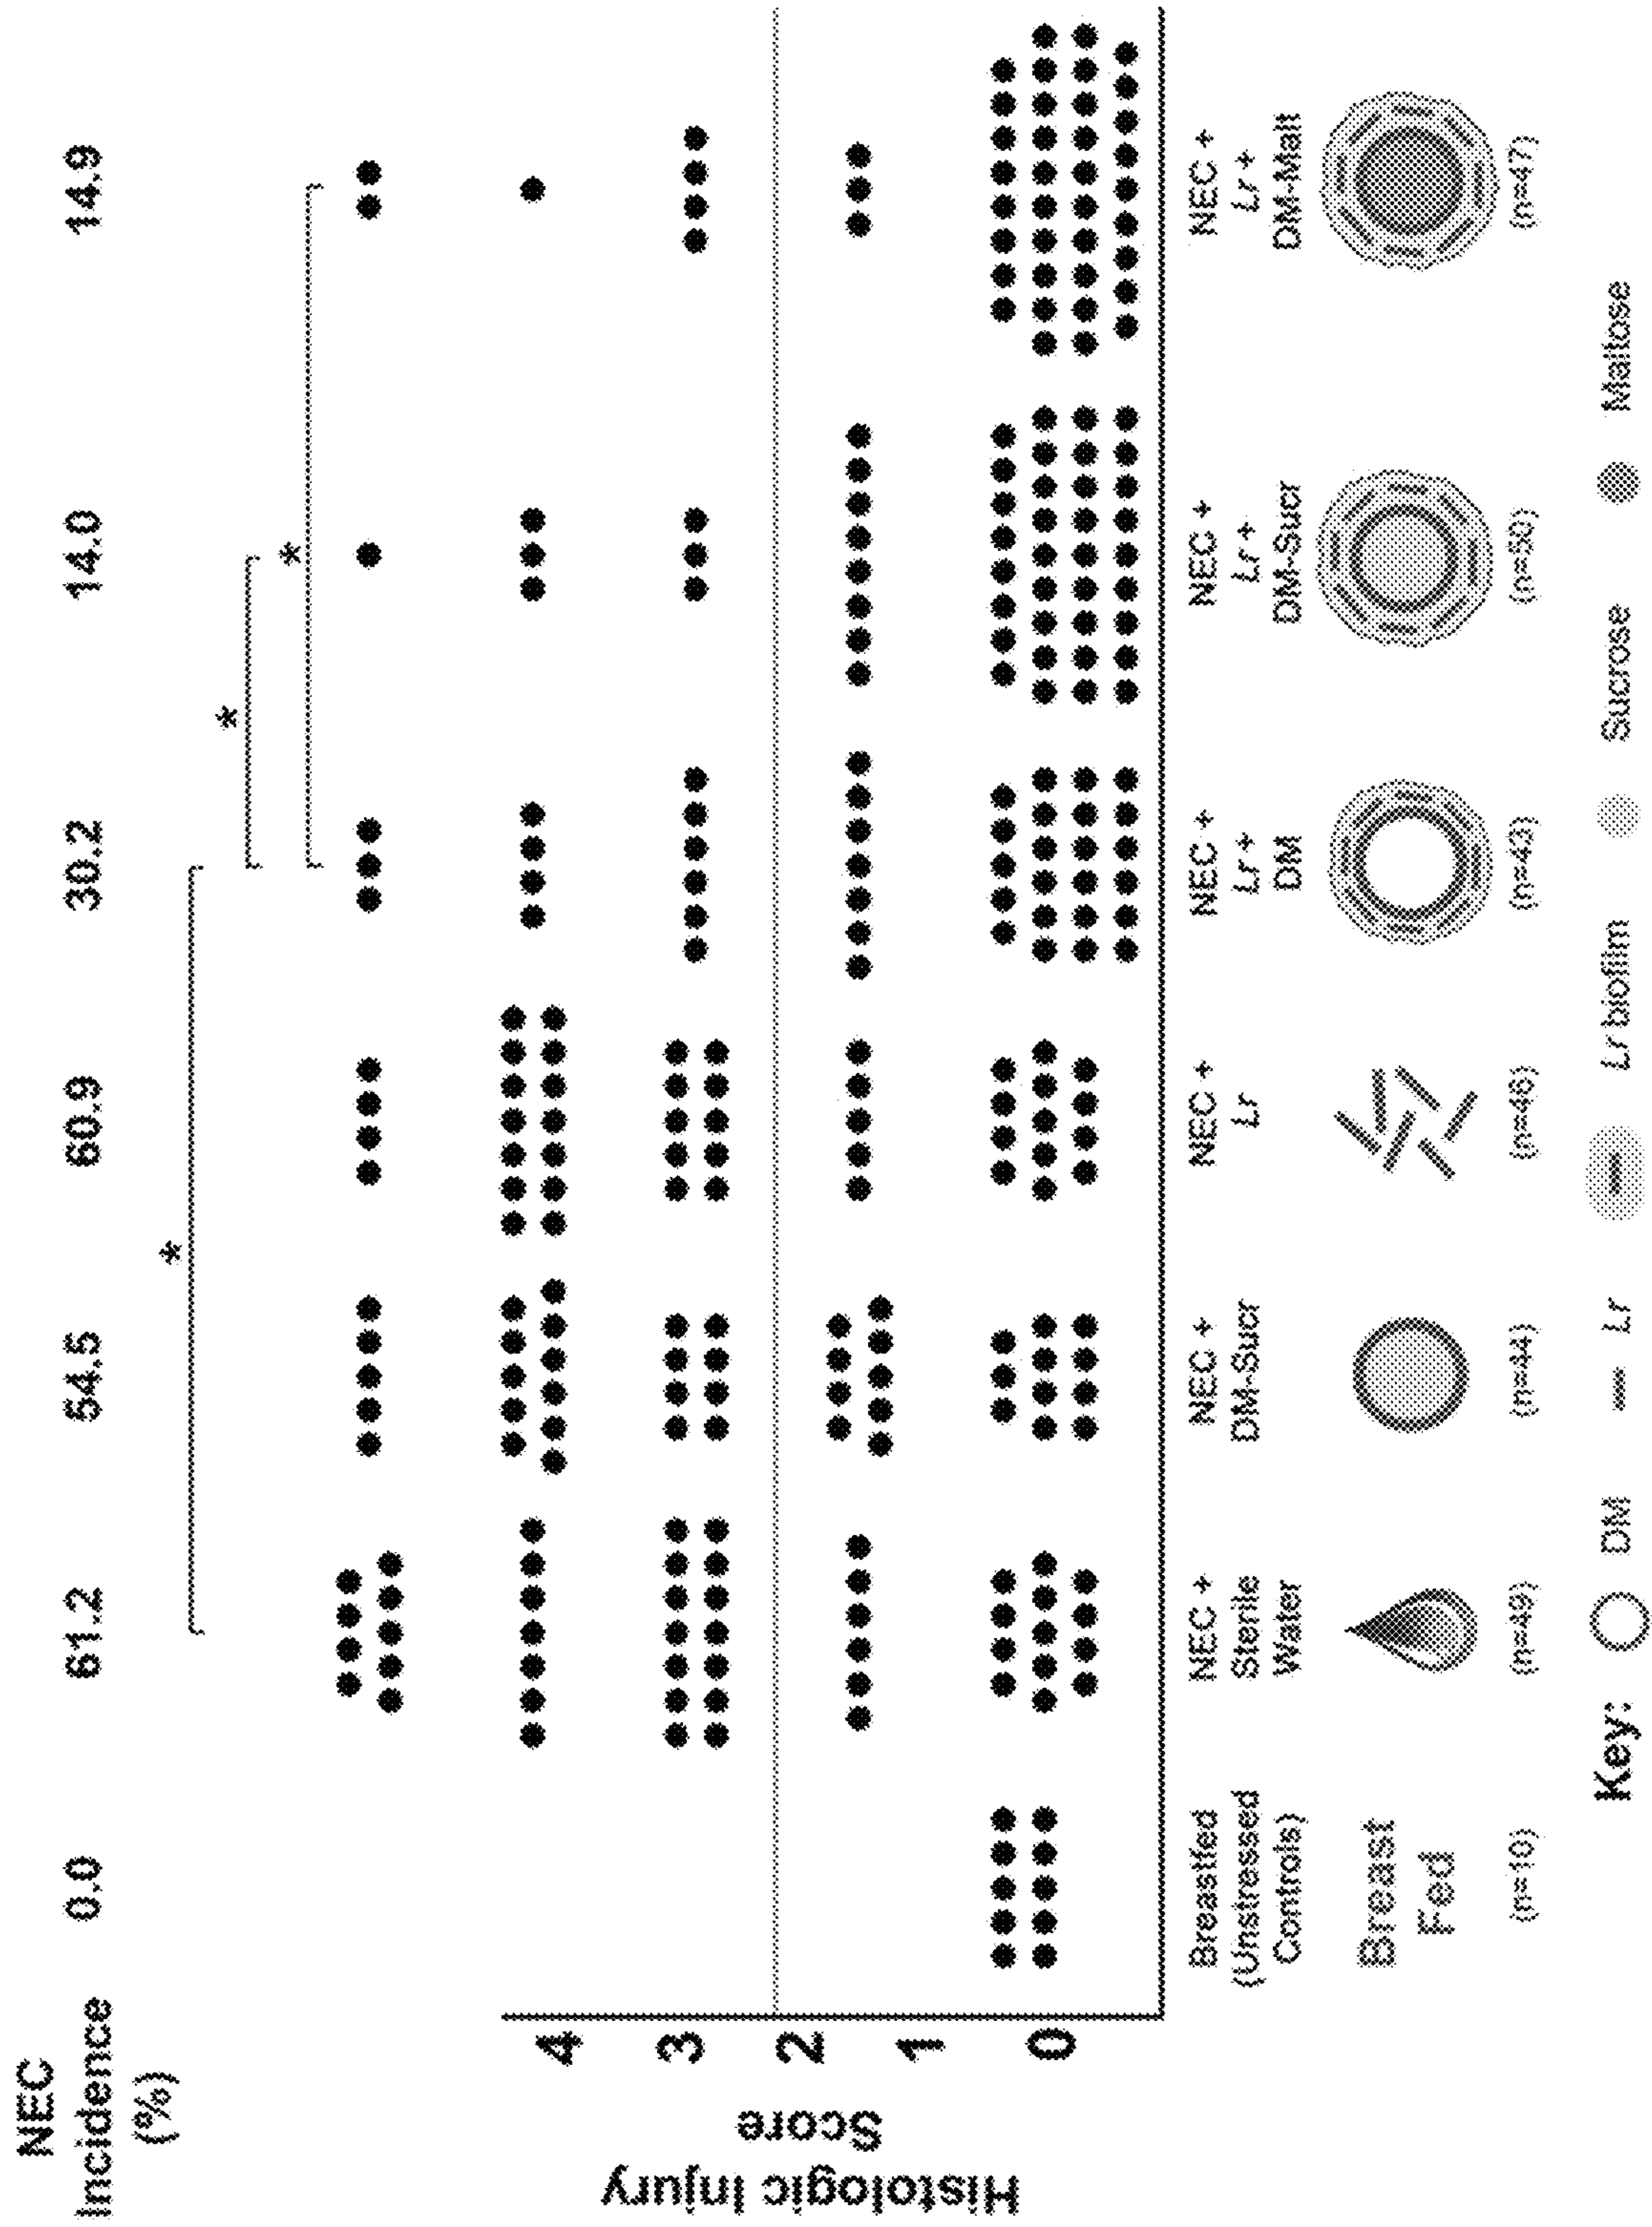 NEC
Incidence
(%)
0.0
61.2
54.5
60.9
30.2
14.0
14.9
*
*
*
Histologic Injury
Score
4
3
2
1
0
Breastfed
(Unstressed
Controls)
NEC +
Sterile
Water
NEC +
DM-Sucr
NEC +
Lr
NEC +
Lr +
DM
NEC +
Lr +
DM-Sucr
NEC +
Lr +
DM-Malt
Breast
Fed
(n=10)
(n=49)
(n=44)
(n=46)
(n=43)
(n=50)
(n=47)
Key: DM Lr Lr biofilm Sucrose Maltose